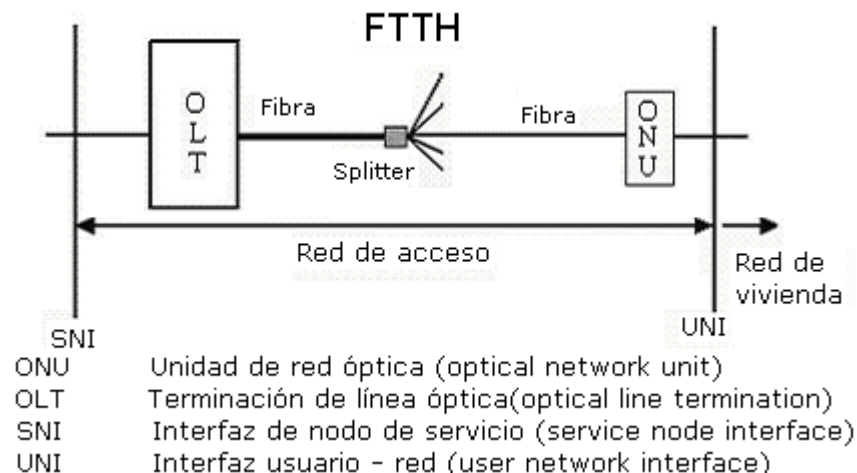 FTTH
OLT
Fibra
Splitter
Fibra
ONU
Red de acceso
Red de
vivienda
SNI
UNI
ONU Unidad de red óptica (optical network unit)
OLT Terminación de línea óptica(optical line termination)
SNI Interfaz de nodo de servicio (service node interface)
UNI Interfaz usuario - red (user network interface)